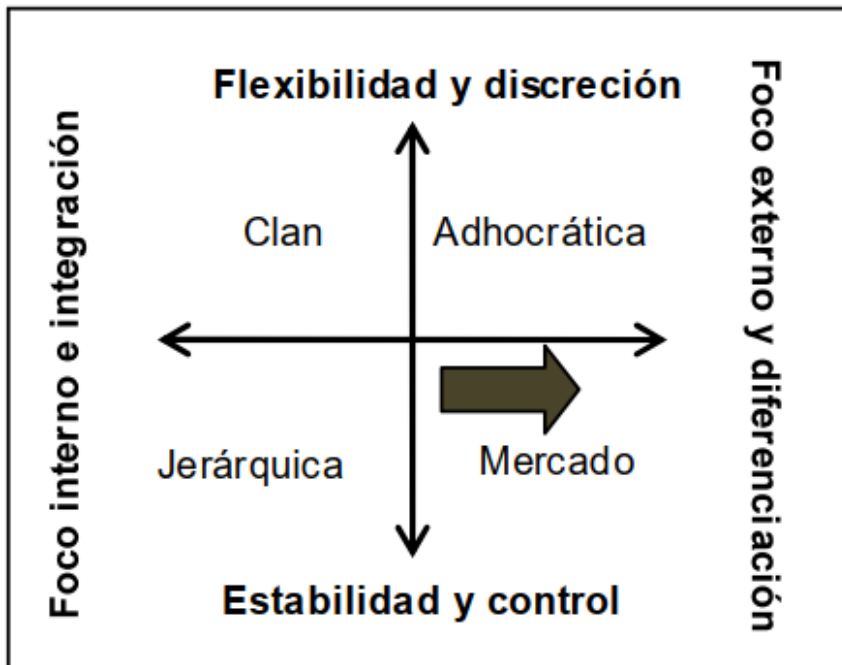 Flexibilidad y discreción
Foco interno e integración
Foco externo y diferenciación
Clan
Adhocrática
Jerárquica
Mercado
Estabilidad y control